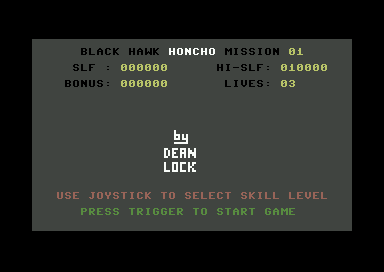 BLACK HAWK HONCHO MISSION 01
SLF : 000000 HI-SLF: 010000
BONUS: 000000 LIVES: 03
by
DEAN
LOCK
USE JOYSTICK TO SELECT SKILL LEVEL
PRESS TRIGGER TO START GAME